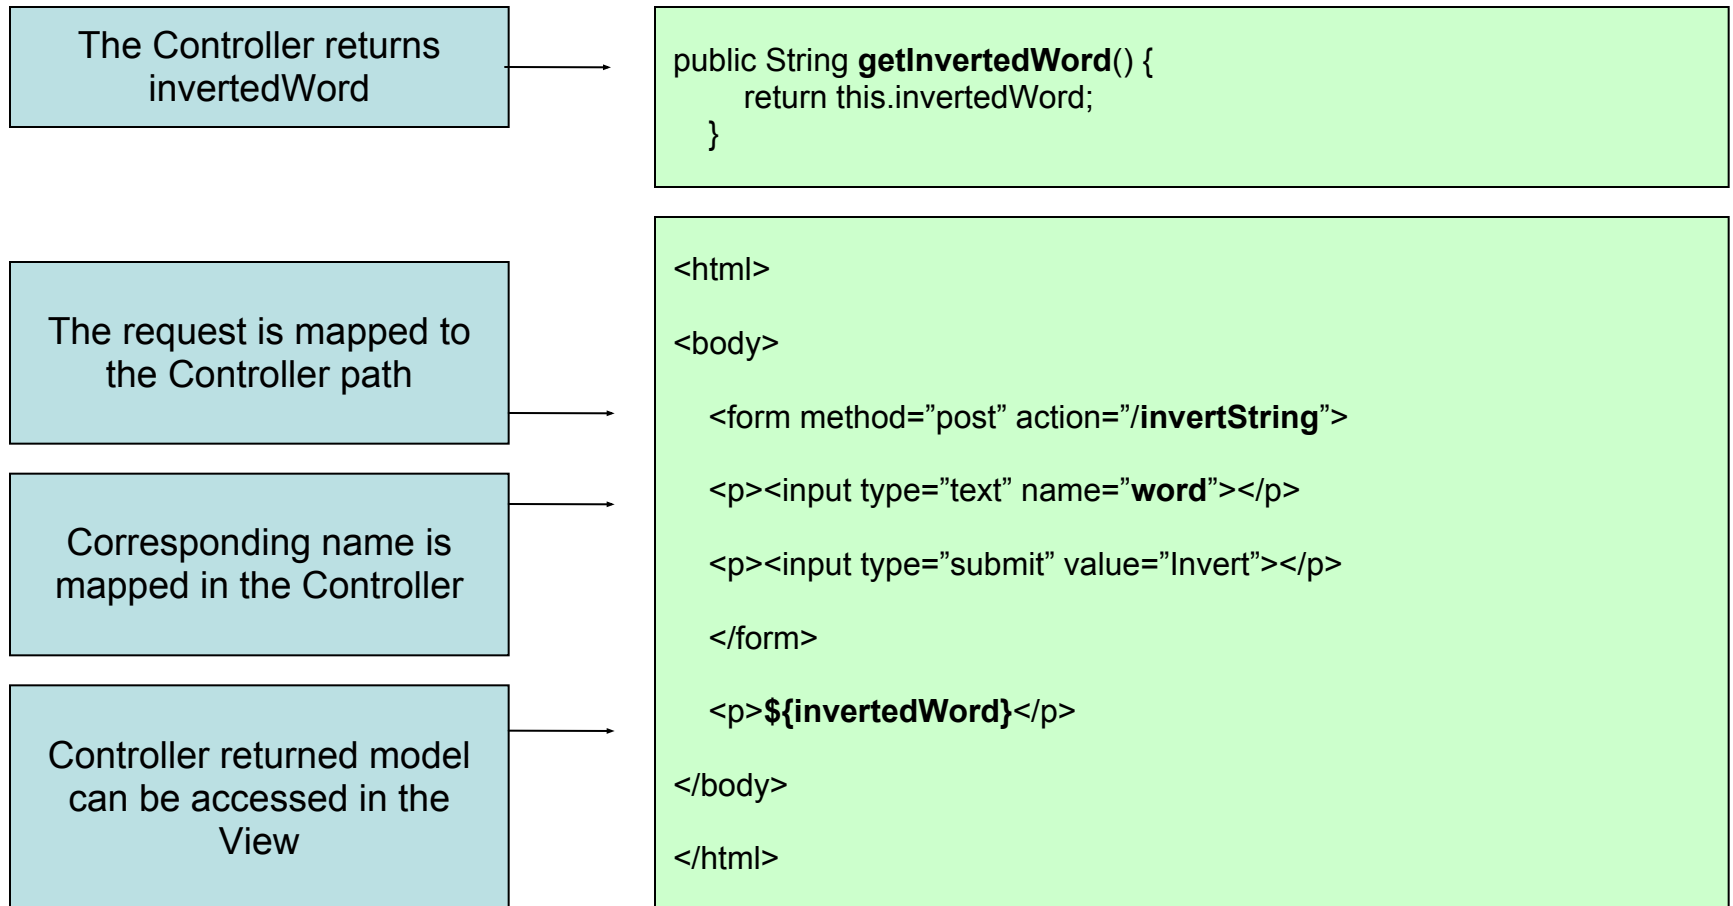 The Controller returns
invertedWord
public String getInvertedWord() {
return this.invertedWord;
}
The request is mapped to
the Controller path
Corresponding name is
mapped in the Controller
Controller returned model
can be accessed in the
View
<html>
<body>
<form method=”post” action=”/invertString”>
<p><input type=”text” name=”word”></p>
<p><input type=”submit” value=”Invert”></p>
</form>
<p>${invertedWord}</p>
</body>
</html>